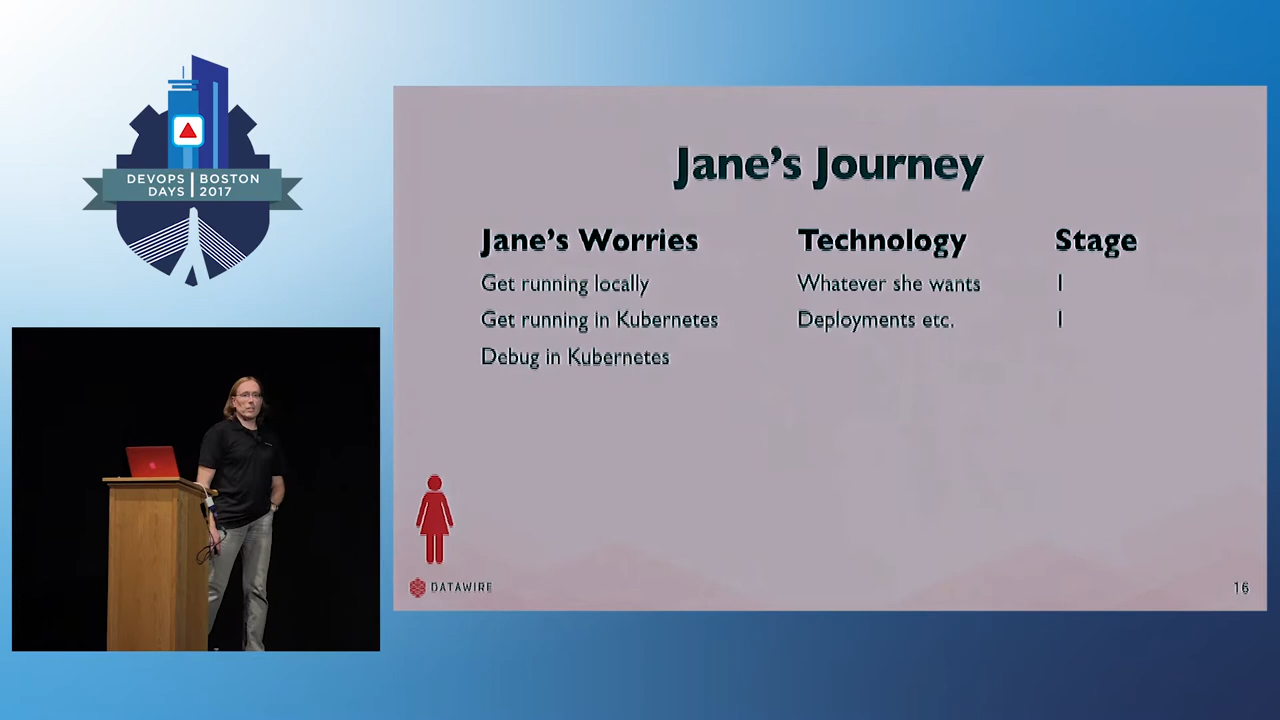 DEVOPS BOSTON
DAYS 2017
Jane's Journey
Jane's Worries Technology Stage
Get running locally Whatever she wants 1
Get running in Kubernetes Deployments etc. 1
Debug in Kubernetes
DATAWIRE
16